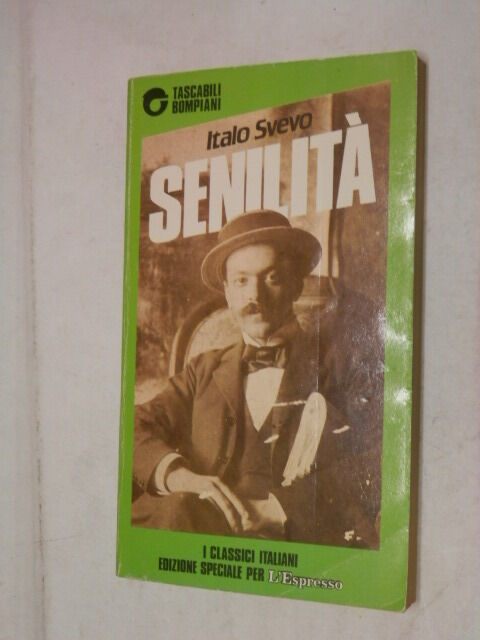 TASCABILI
BOMPIANI
Italo Svevo
SENILITÀ
I CLASSICI ITALIANI
EDIZIONE SPECIALE PER L'Espresso